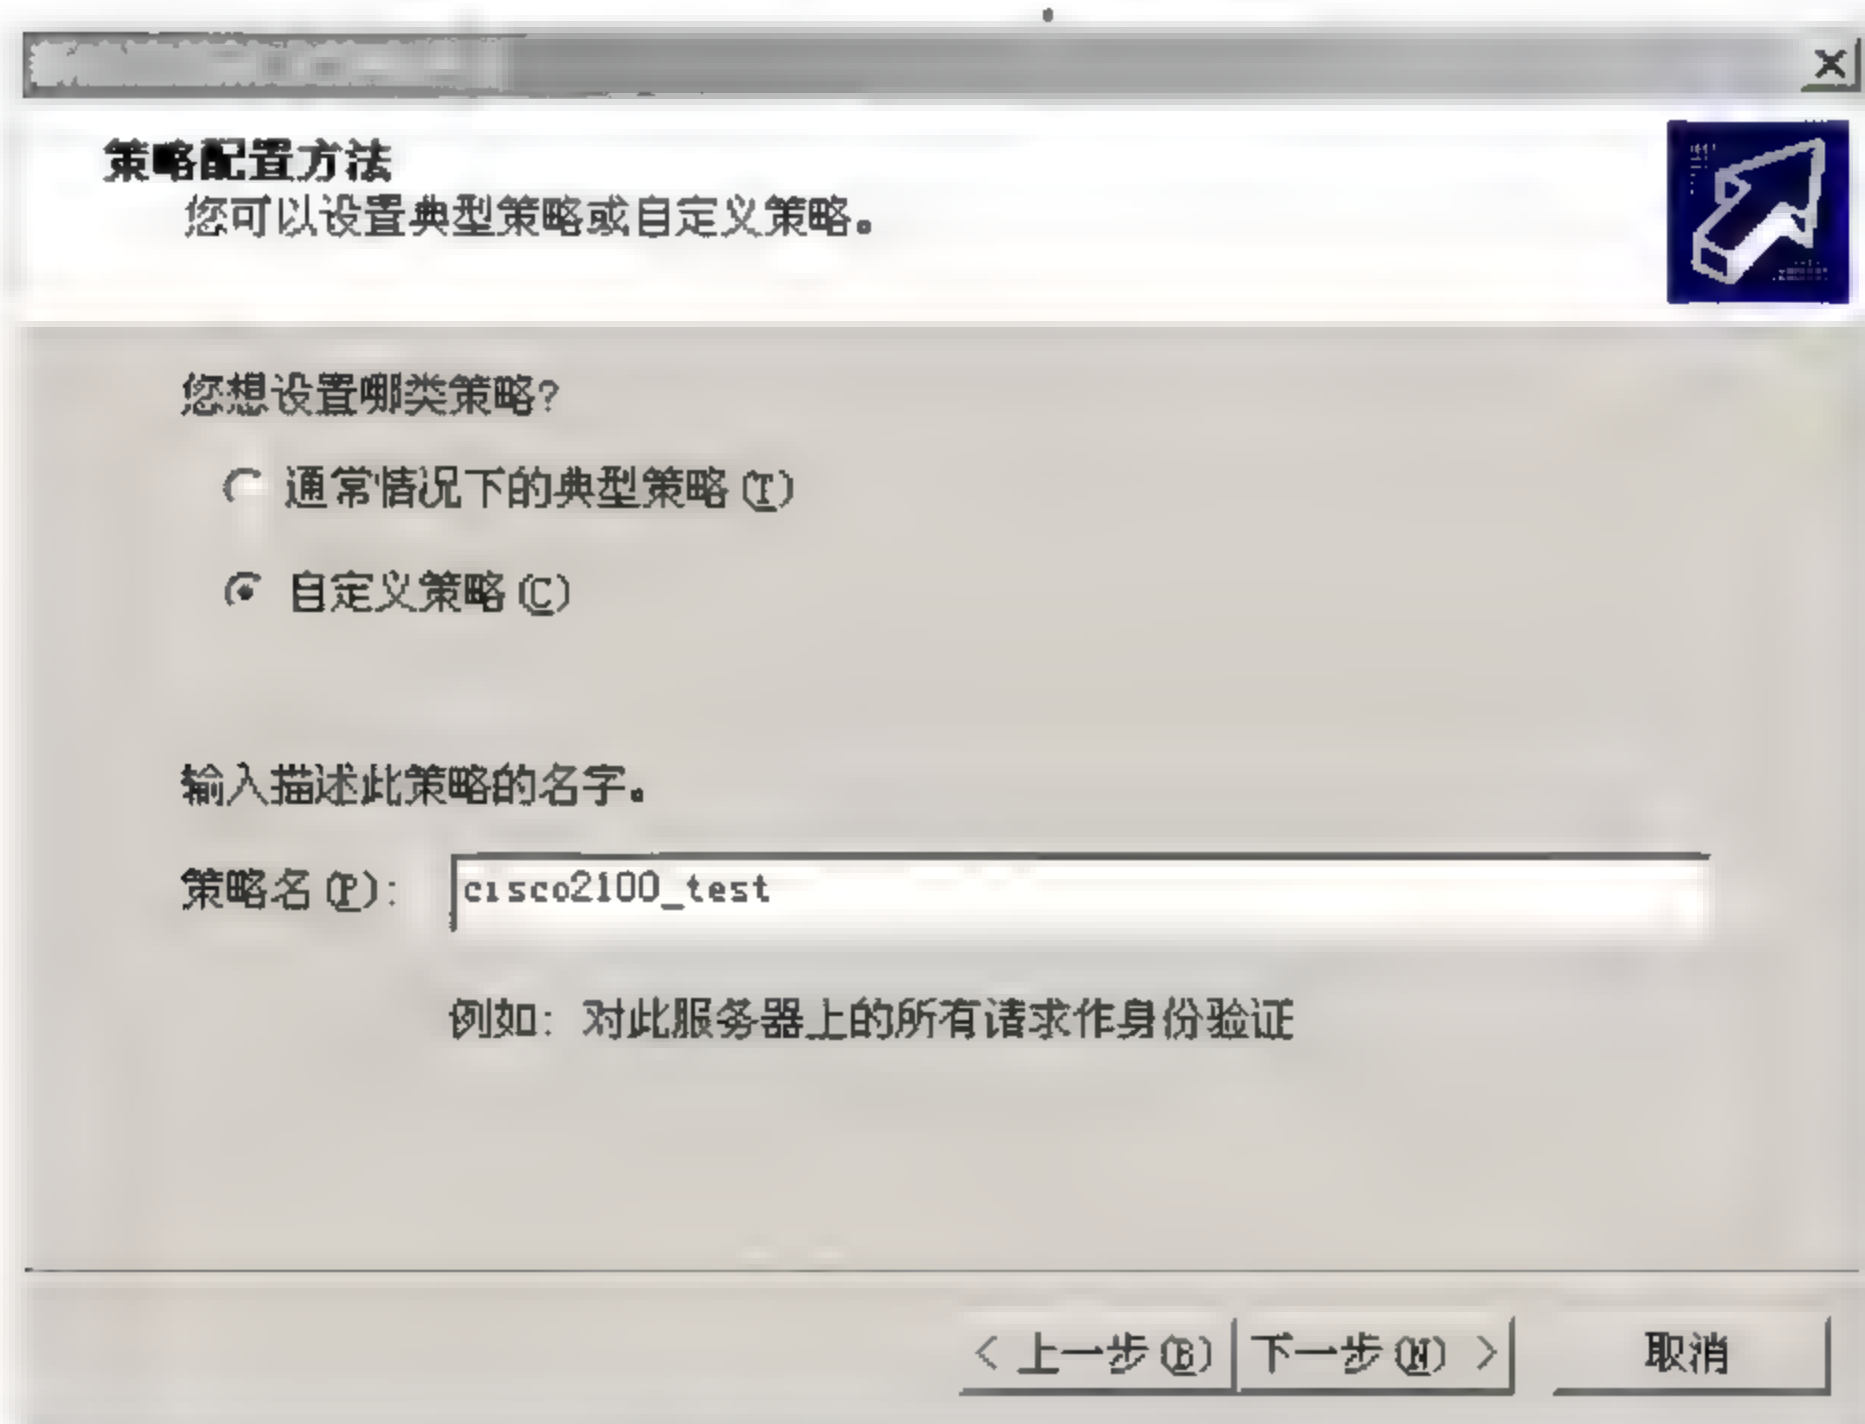 策略配置方法
您可以设置典型策略或自定义策略。
您想设置哪类策略?
通常情况下的典型策略(T)
自定义策略(C)
输入描述此策略的名字。
策略名(P):
cisco2100_test
例如: 对此服务器上的所有请求作身份验证
< 上一步(B) 下一步(N) > 取消